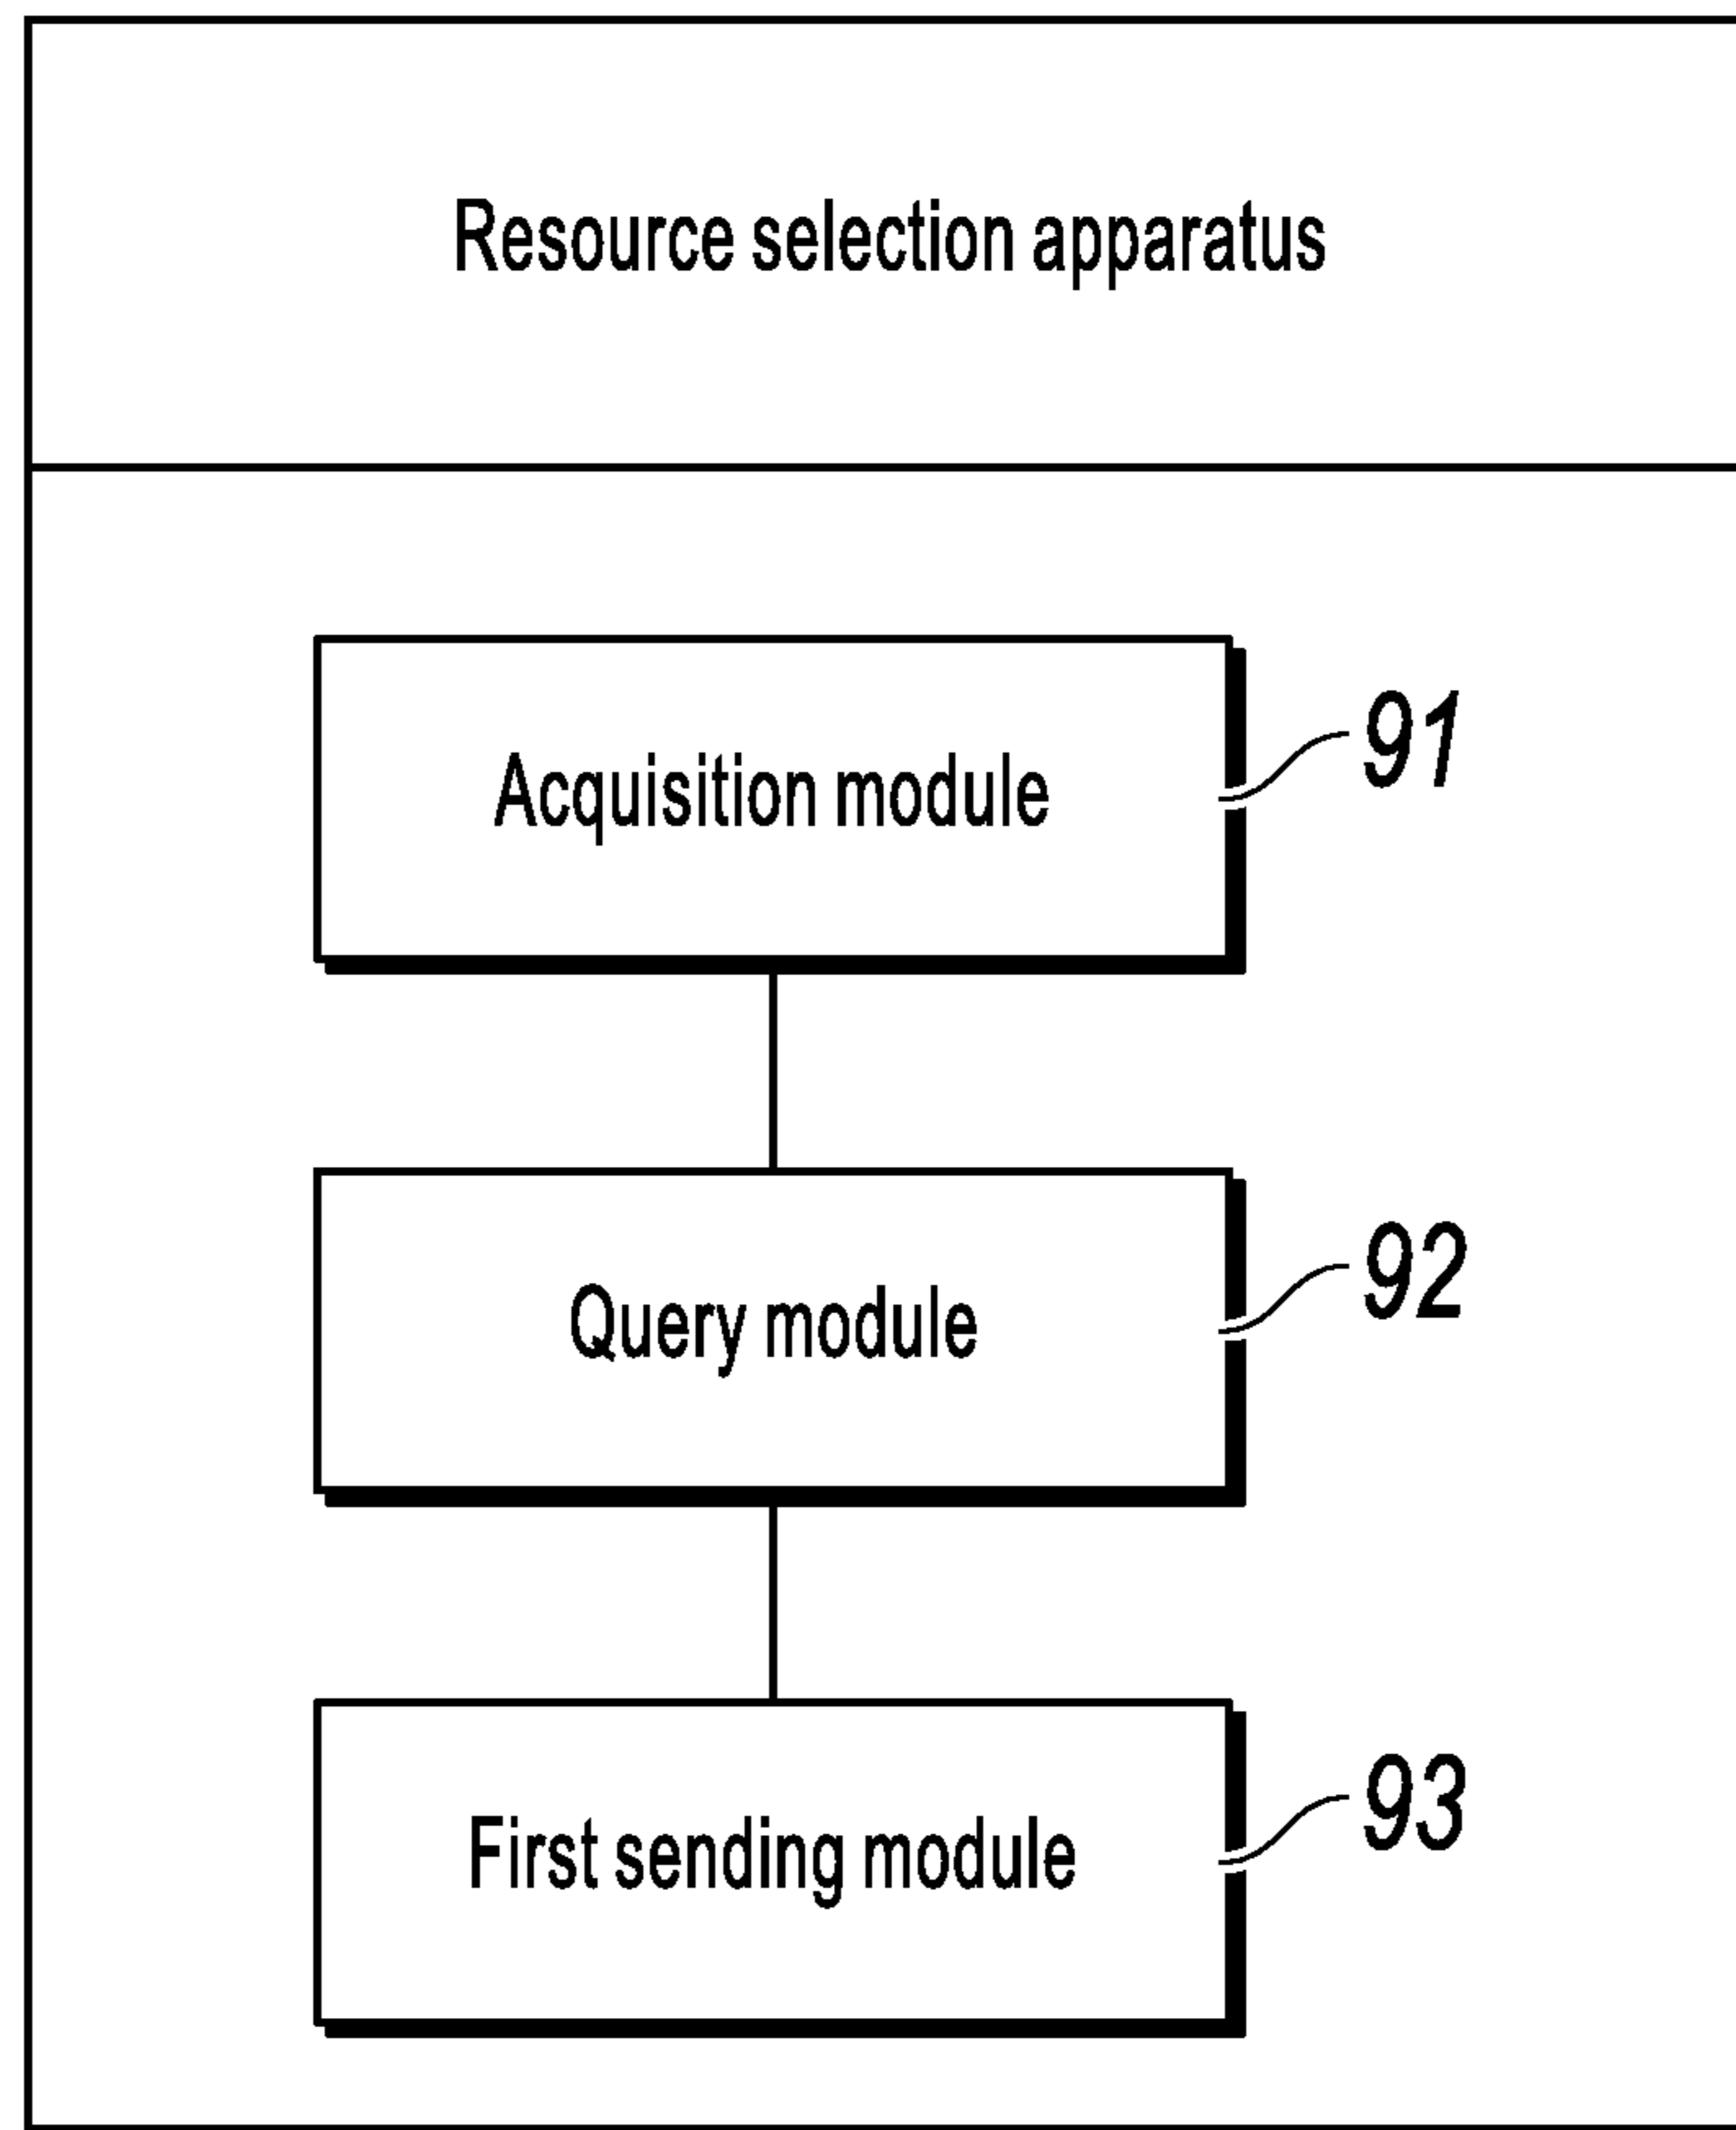 Resource selection apparatus
Acquisition module
91
Query module
92
First sending module
93